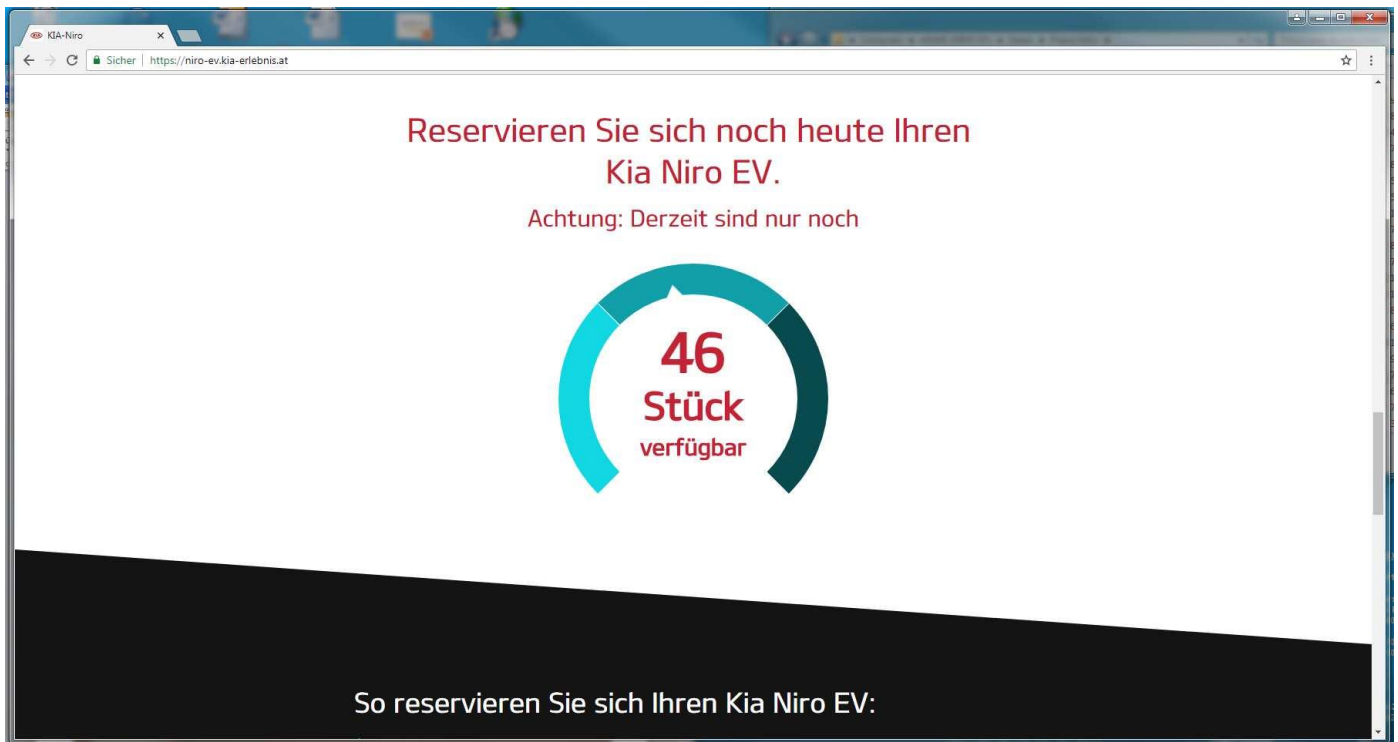 KIA-Niro
Sicher | https://niro-ev.kia-erlebnis.at
Reservieren Sie sich noch heute Ihren
Kia Niro EV.
Achtung: Derzeit sind nur noch
46
Stück
verfügbar
So reservieren Sie sich Ihren Kia Niro EV: